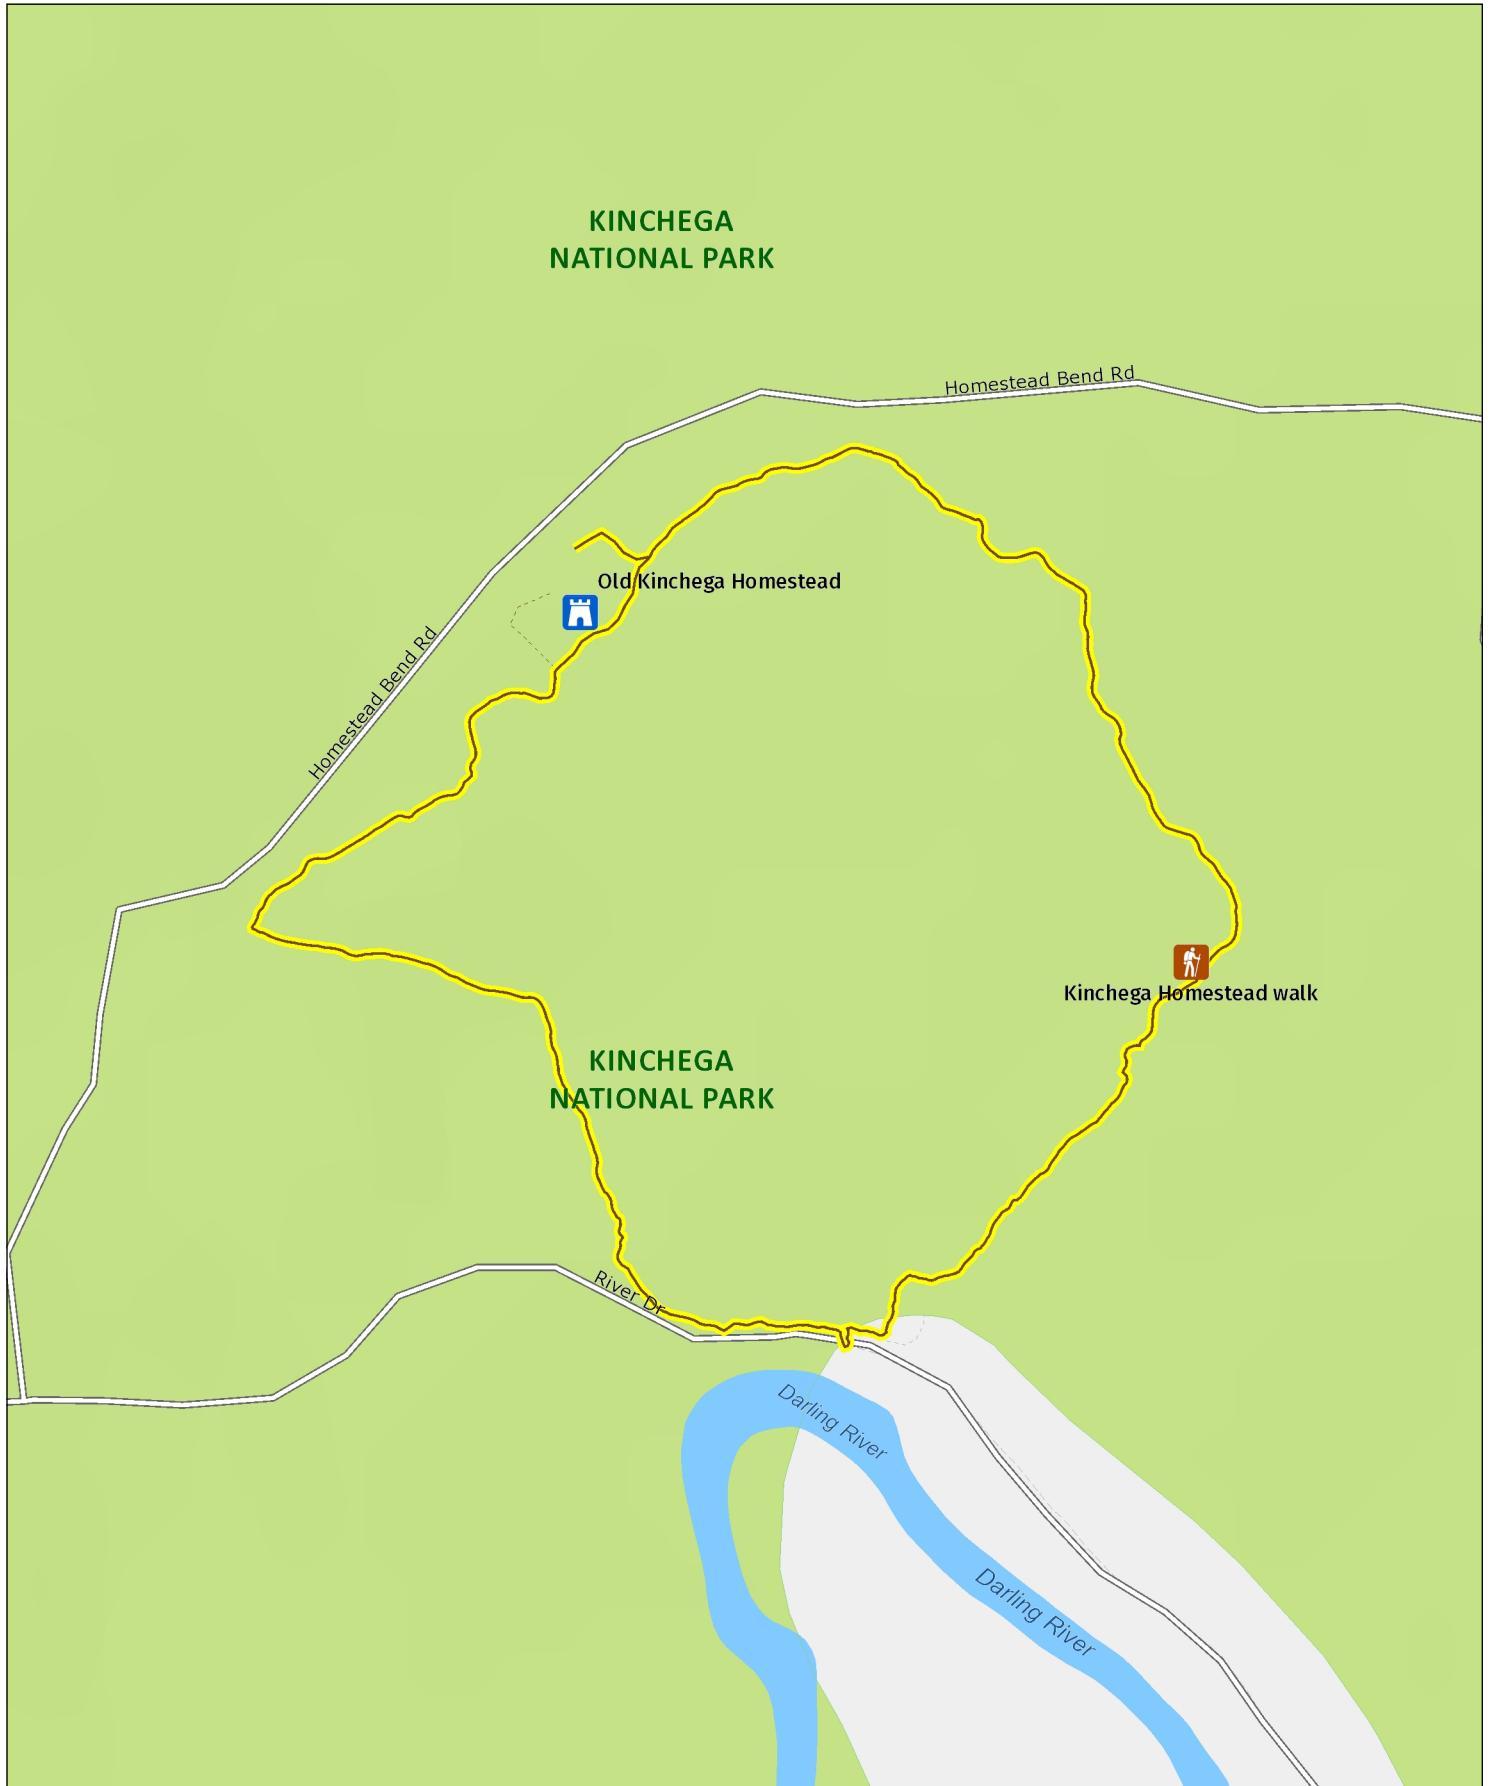 KINCHEGA
NATIONAL PARK
Homestead Bend Rd
Old Kinchega Homestead
Homestead Bend Rd
Kinchega Homestead walk
KINCHEGA
NATIONAL PARK
River Dr
Darling River
Darling River